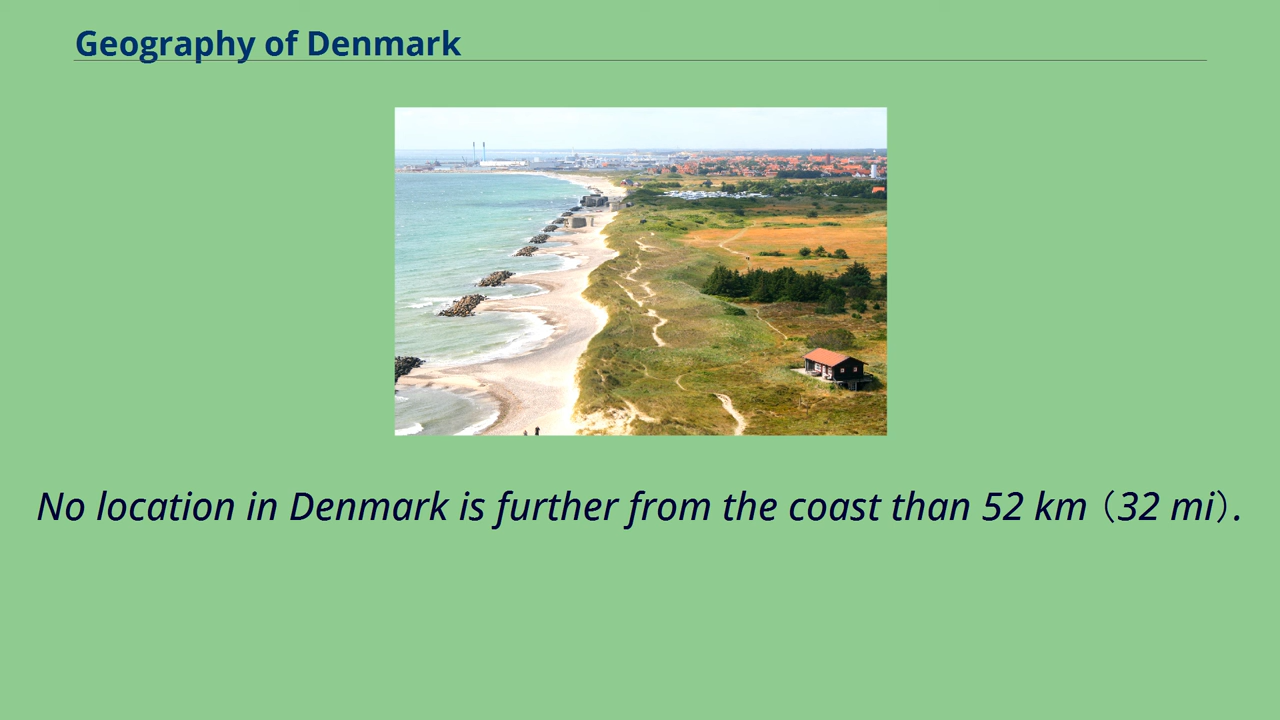 Geography of Denmark
No location in Denmark is further from the coast than 52 km（32 mi）.